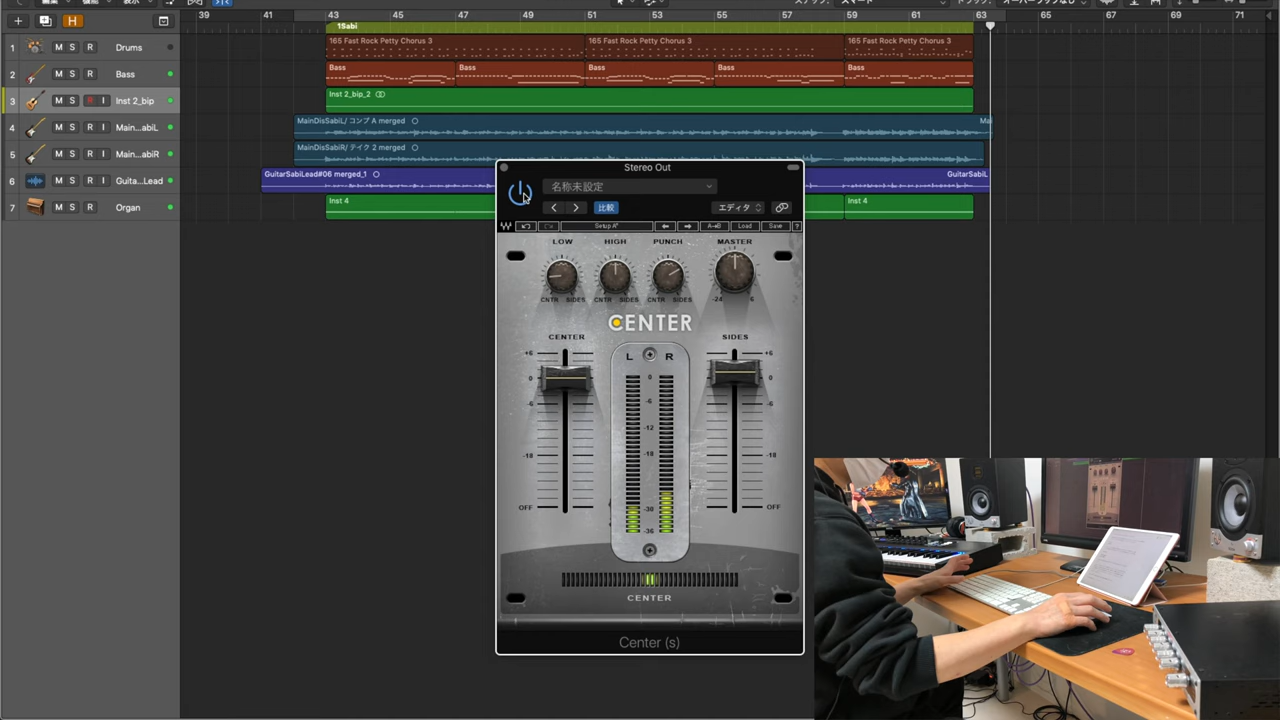 39 41 43 45 47 49 51 53 55 57 59 61 63 65 67 69 71
H
1Sabi
1 M S R Drums
165 Fast Rock Petty Chorus 3 165 Fast Rock Petty Chorus 3 165 Fast Rock Petty Chorus 3
2 M S R Bass
Bass Bass Bass Bass Bass
3 M S R I Inst 2_bip
Inst 2_bip_2
4 M S R I Main...abiL
MainDisSabiL/ コンプ A merged Mai
5 M S R I Main...abiR
MainDisSabiR/ テイク 2 merged
6 M S R I Guita...Lead
GuitarSabiLead#06 merged_1 GuitarSabiL
7 M S R Organ
Inst 4 Inst 4
Stereo Out
名称未設定
比較
エディタ
Setup A* A→B Load Save ?
LOW HIGH PUNCH MASTER
CNTR SIDES CNTR SIDES CNTR SIDES -24 6
CENTER
CENTER SIDES
L R
+6 +6
0 0 0
-6 -6 -6
-12
-18 -18 -18
OFF -30 OFF
-36
CENTER
Center (s)